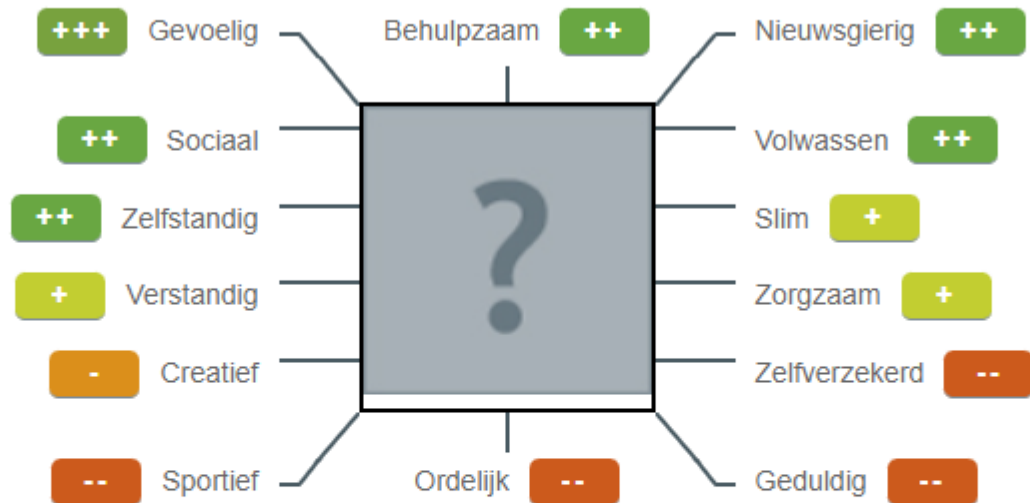 +++ Gevoelig
Behulpzaam ++
Nieuwsgierig ++
++ Sociaal
Volwassen ++
++ Zelfstandig
Slim +
+ Verstandig
Zorgzaam +
- Creatief
Zelfverzekerd --
-- Sportief
Ordelijk --
Geduldig --
?